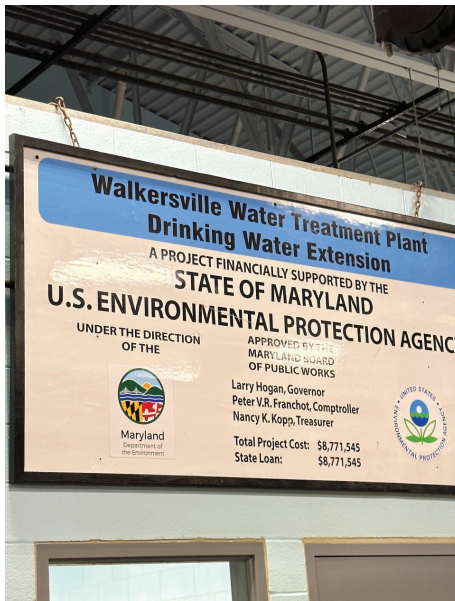 Walkersville Water Treatment Plant
Drinking Water Extension
A PROJECT FINANCIALLY SUPPORTED BY THE
STATE OF MARYLAND
U.S. ENVIRONMENTAL PROTECTION AGENC
UNDER THE DIRECTION
OF THE
Maryland
Department of
the Environment
APPROVED BY THE
MARYLAND BOARD
OF PUBLIC WORKS
Larry Hogan, Governor
Peter V.R. Franchot, Comptroller
Nancy K. Kopp, Treasurer
Total Project Cost: $8,771,545
State Loan: $8,771,545
UNITED STATES
ENVIRONMENTAL PROTECTION AGENCY